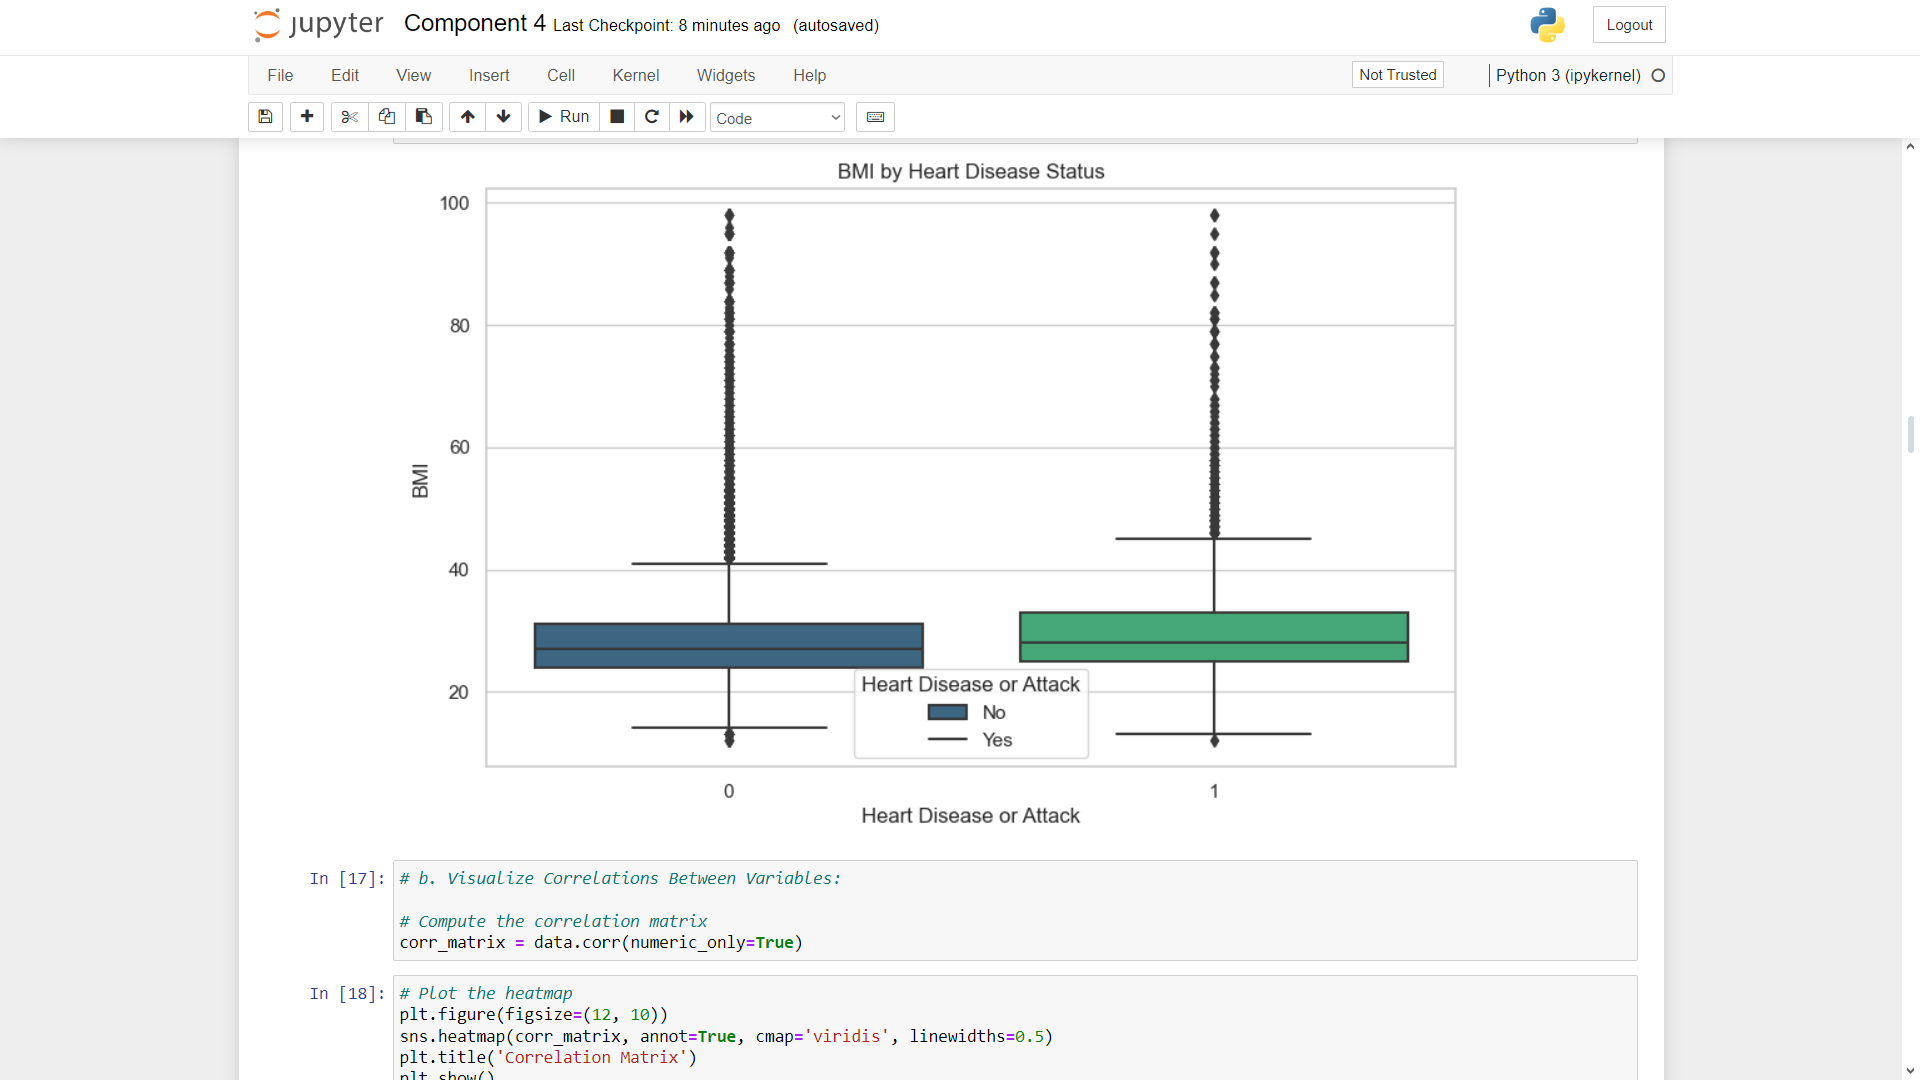 jupyter Component 4 Last Checkpoint: 8 minutes ago (autosaved)
Logout
File Edit View Insert Cell Kernel Widgets Help
Not Trusted Python 3 (ipykernel)
Run Code
BMI by Heart Disease Status
100
80
60
40
20
BMI
Heart Disease or Attack
No
Yes
0 1
Heart Disease or Attack
In [17]: # b. Visualize Correlations Between Variables:
# Compute the correlation matrix
corr_matrix = data.corr(numeric_only=True)
In [18]: # Plot the heatmap
plt.figure(figsize=(12, 10))
sns.heatmap(corr_matrix, annot=True, cmap='viridis', linewidths=0.5)
plt.title('Correlation Matrix')
plt.show()